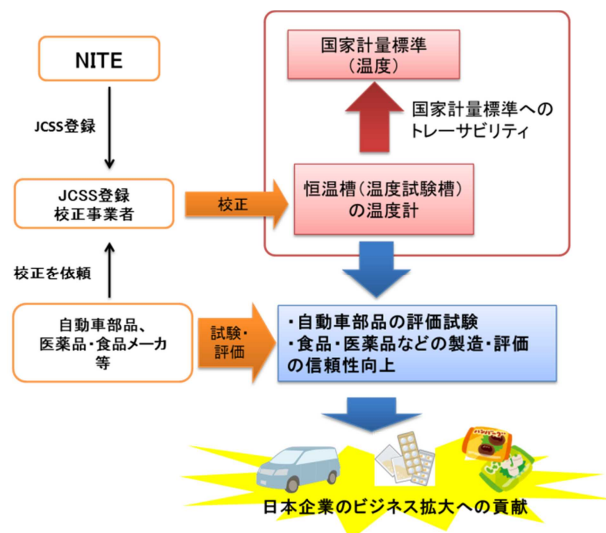 NITE
国家計量標準
（温度）
JCSS登録
国家計量標準への
トレーサビリティ
JCSS登録
校正事業者
校正
恒温槽（温度試験槽）
の温度計
校正を依頼
自動車部品、
医薬品・食品メーカ
等
試験・
評価
・自動車部品の評価試験
・食品・医薬品などの製造・評価
の信頼性向上
日本企業のビジネス拡大への貢献